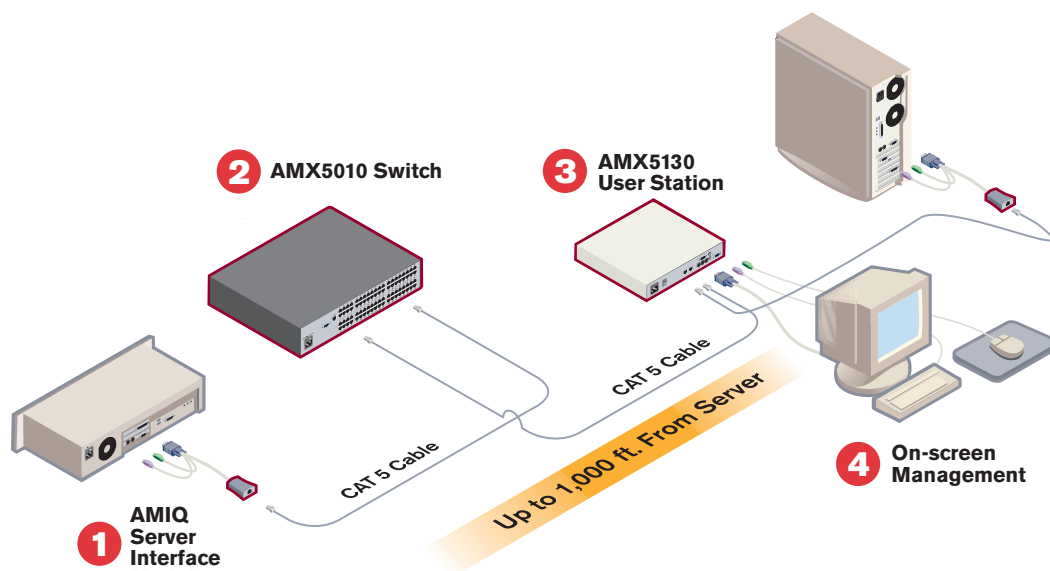 2
AMX5010 Switch
3
AMX5130
User Station
CAT 5 Cable
Up to 1,000 ft. From Server
CAT 5 Cable
4
On-screen
Management
1
AMIQ
Server
Interface